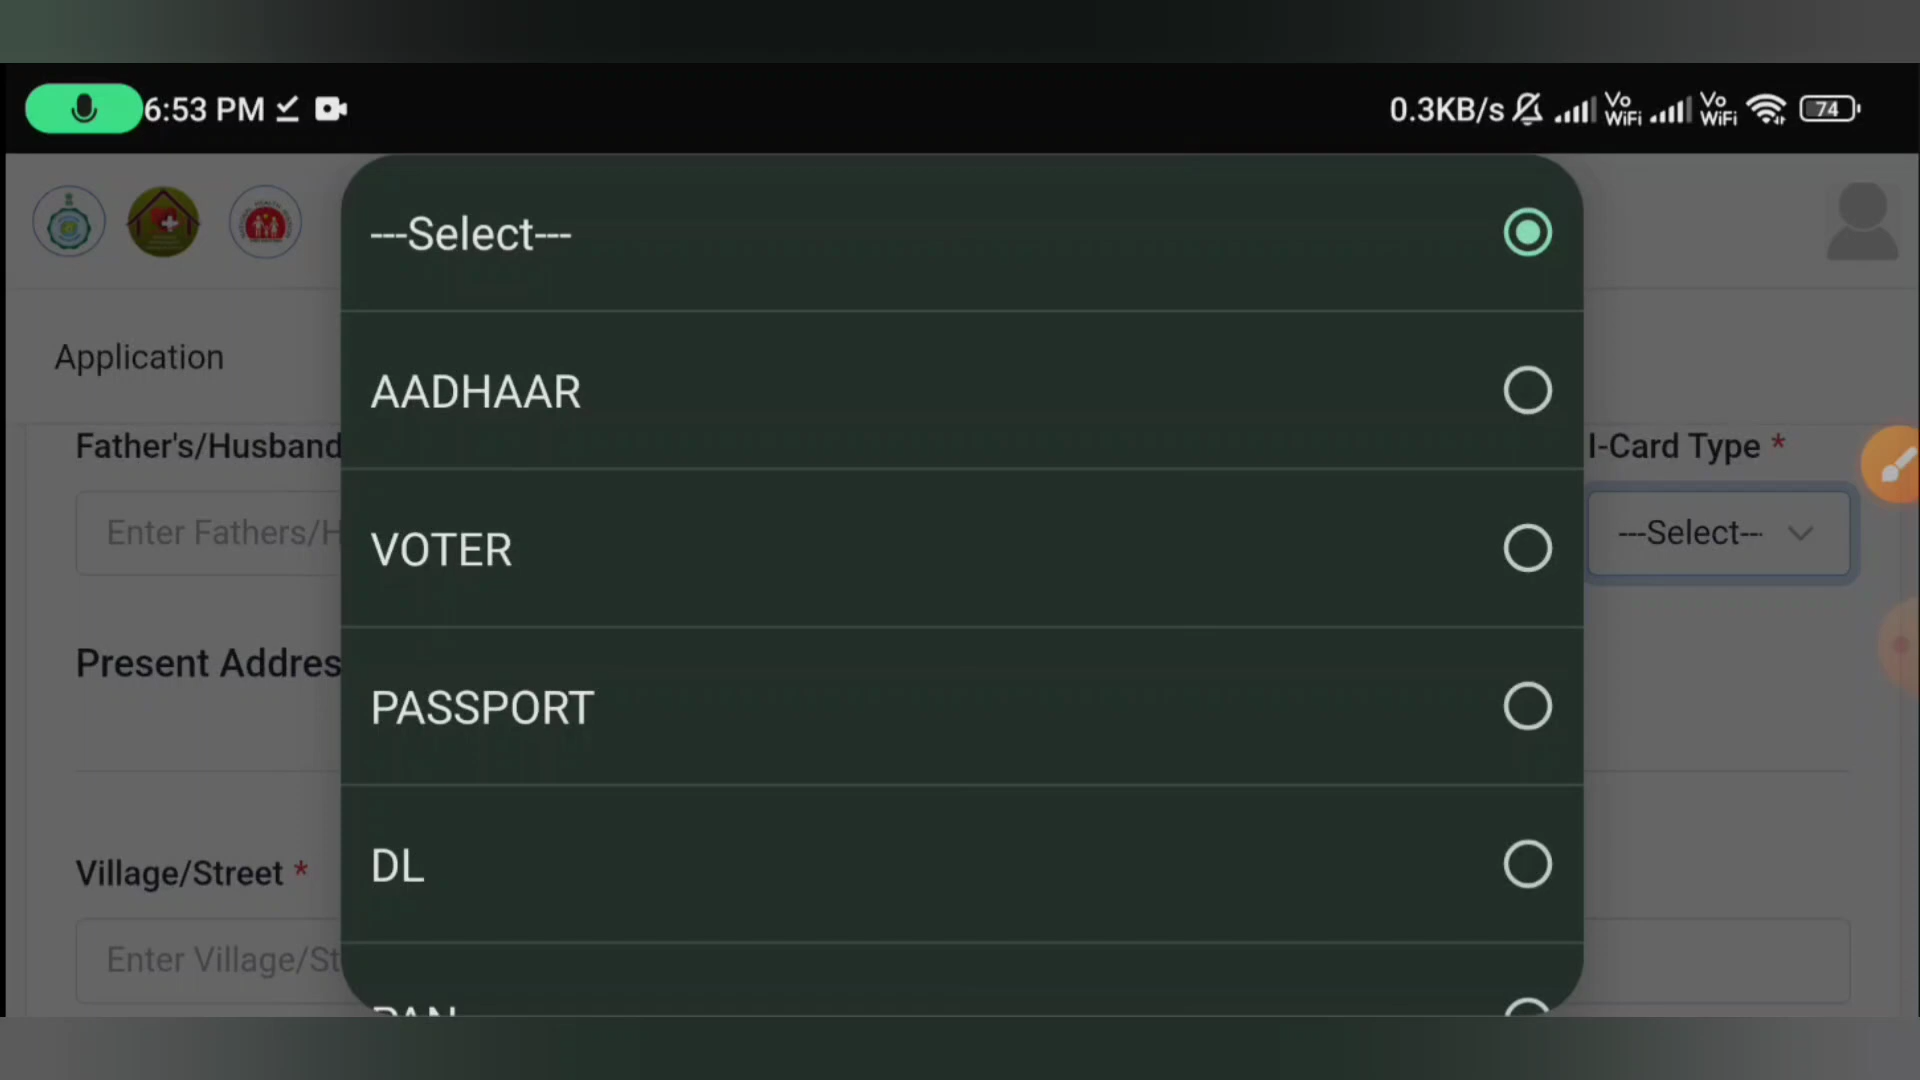 6:53 PM
0.3KB/s Vo WiFi Vo WiFi 74
---Select---
AADHAAR
VOTER
PASSPORT
DL
PAN
Application
Father's/Husband
Enter Fathers/H
I-Card Type *
---Select---
Present Addres
Village/Street *
Enter Village/St